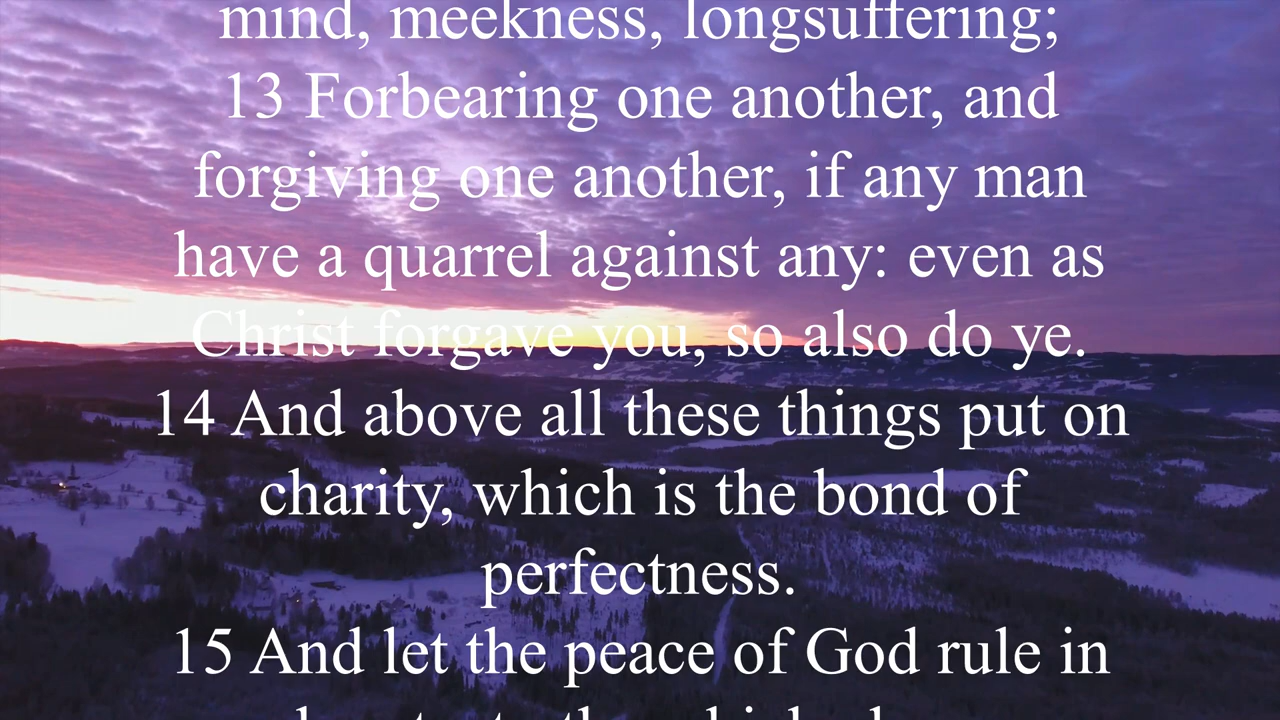 mind, meekness, longsuffering;
13 Forbearing one another, and
forgiving one another, if any man
have a quarrel against any: even as
Christ forgave you, so also do ye.
14 And above all these things put on
charity, which is the bond of
perfectness.
15 And let the peace of God rule in